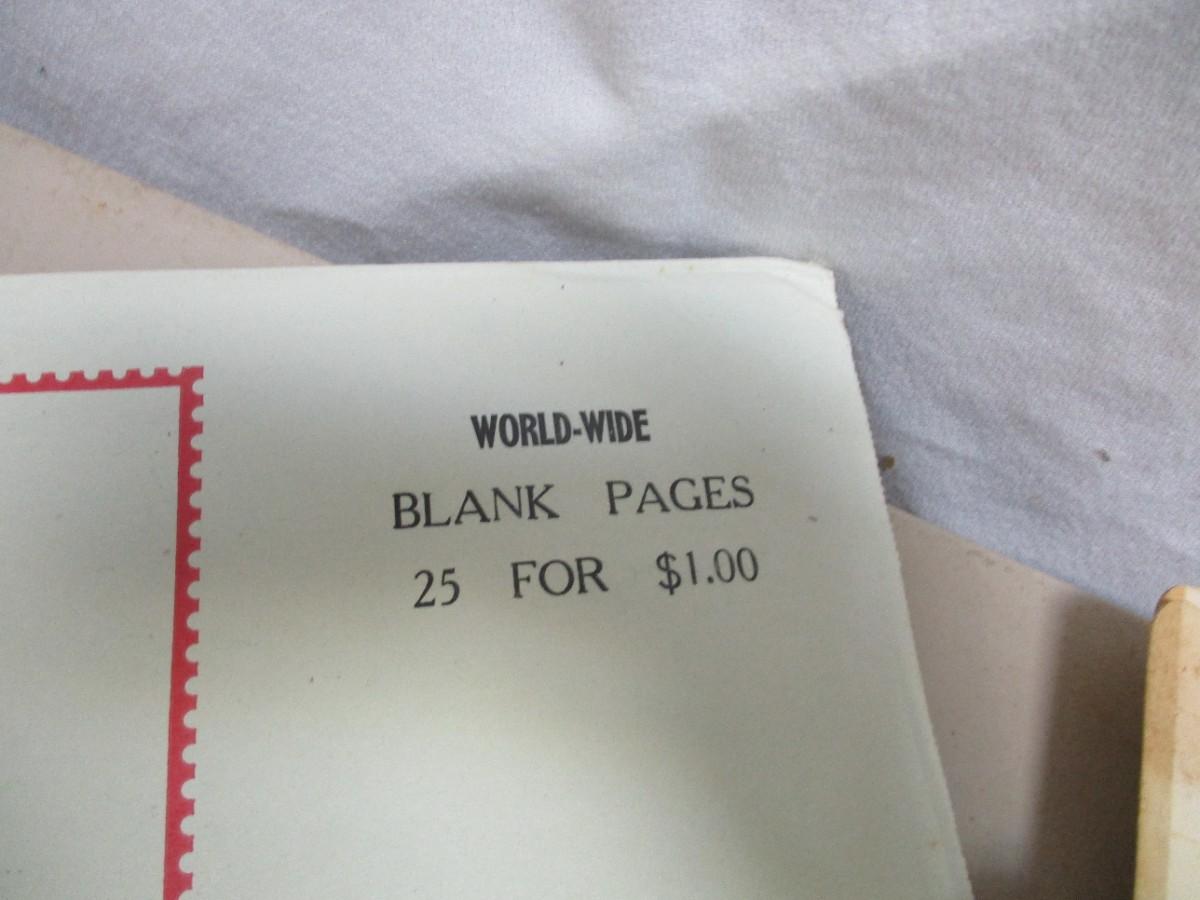 WORLD-WIDE
BLANK PAGES
25 FOR $1.00